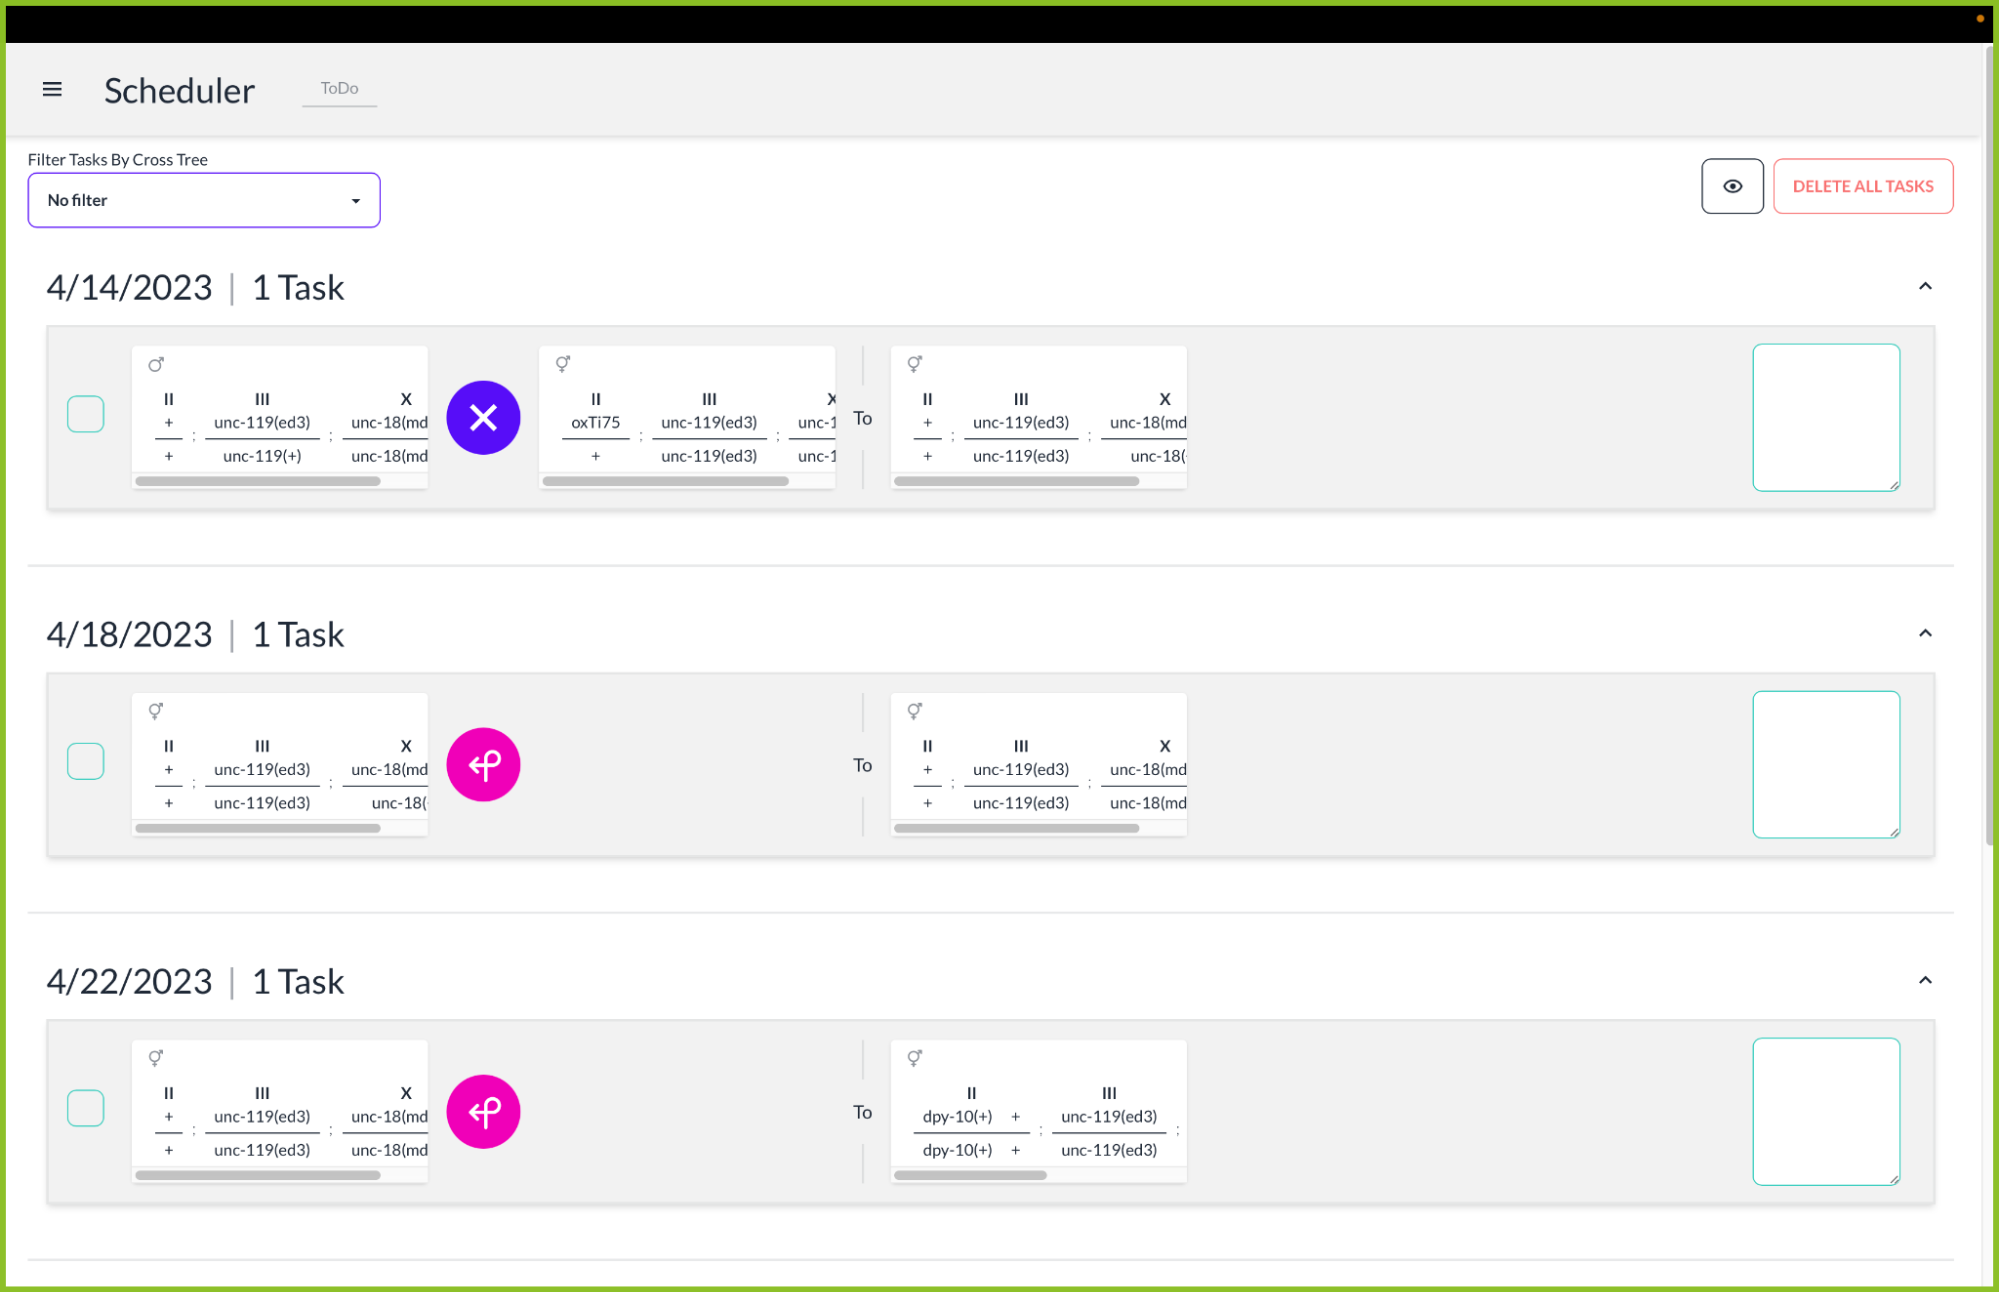 Scheduler ToDo
Filter Tasks By Cross Tree
No filter
DELETE ALL TASKS
4/14/2023 | 1 Task
II III X
+ ; unc-119(ed3) ; unc-18(md
+ unc-119(+) unc-18(md
II III X
oxTi75 ; unc-119(ed3) ; unc-1
+ unc-119(ed3) unc-1
To
II III X
+ ; unc-119(ed3) ; unc-18(md
+ unc-119(ed3) unc-18(
4/18/2023 | 1 Task
II III X
+ ; unc-119(ed3) ; unc-18(md
+ unc-119(ed3) unc-18(
To
II III X
+ ; unc-119(ed3) ; unc-18(md
+ unc-119(ed3) unc-18(md
4/22/2023 | 1 Task
II III X
+ ; unc-119(ed3) ; unc-18(md
+ unc-119(ed3) unc-18(md
To
II III
dpy-10(+) + ; unc-119(ed3) ;
dpy-10(+) + unc-119(ed3)